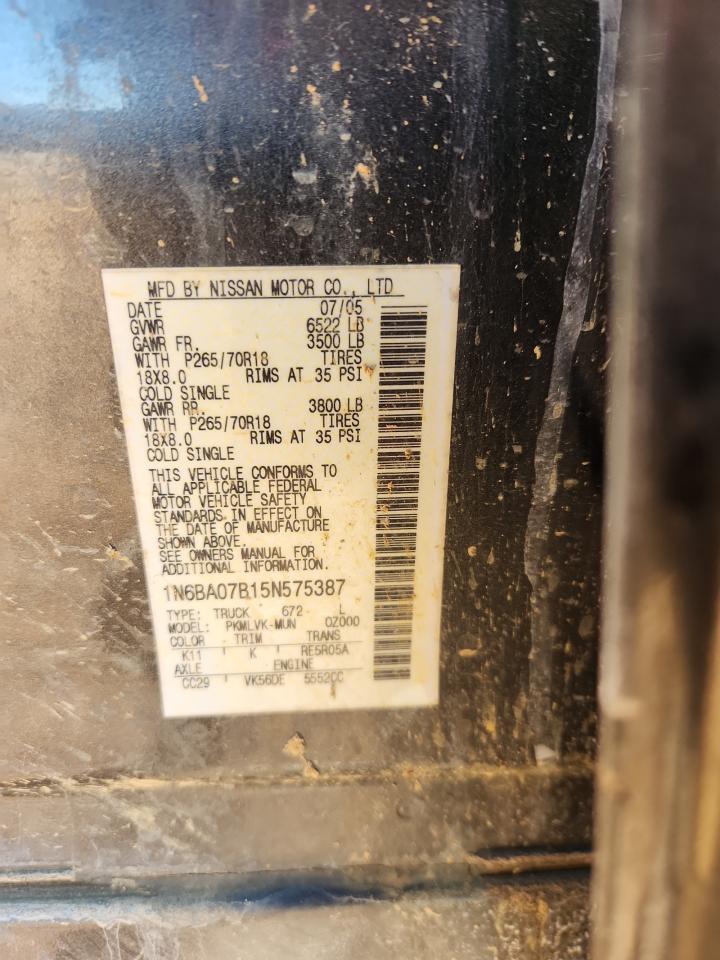 MFD BY NISSAN MOTOR CO., LTD
DATE 07/05
GVWR 6522 LB
GAWR FR. 3500 LB
WITH P265/70R18 TIRES
18X8.0 RIMS AT 35 PSI
COLD SINGLE
GAWR RR. 3800 LB
WITH P265/70R18 TIRES
18X8.0 RIMS AT 35 PSI
COLD SINGLE
THIS VEHICLE CONFORMS TO
ALL APPLICABLE FEDERAL
MOTOR VEHICLE SAFETY
STANDARDS IN EFFECT ON
THE DATE OF MANUFACTURE
SHOWN ABOVE.
SEE OWNERS MANUAL FOR
ADDITIONAL INFORMATION.
1N6BA07B15N575387
TYPE: TRUCK 672 L
MODEL: PKMLVK-MUN 0Z000
COLOR TRIM TRANS
K11 K RE5R05A
AXLE ENGINE
CC29 VK56DE 5552CC